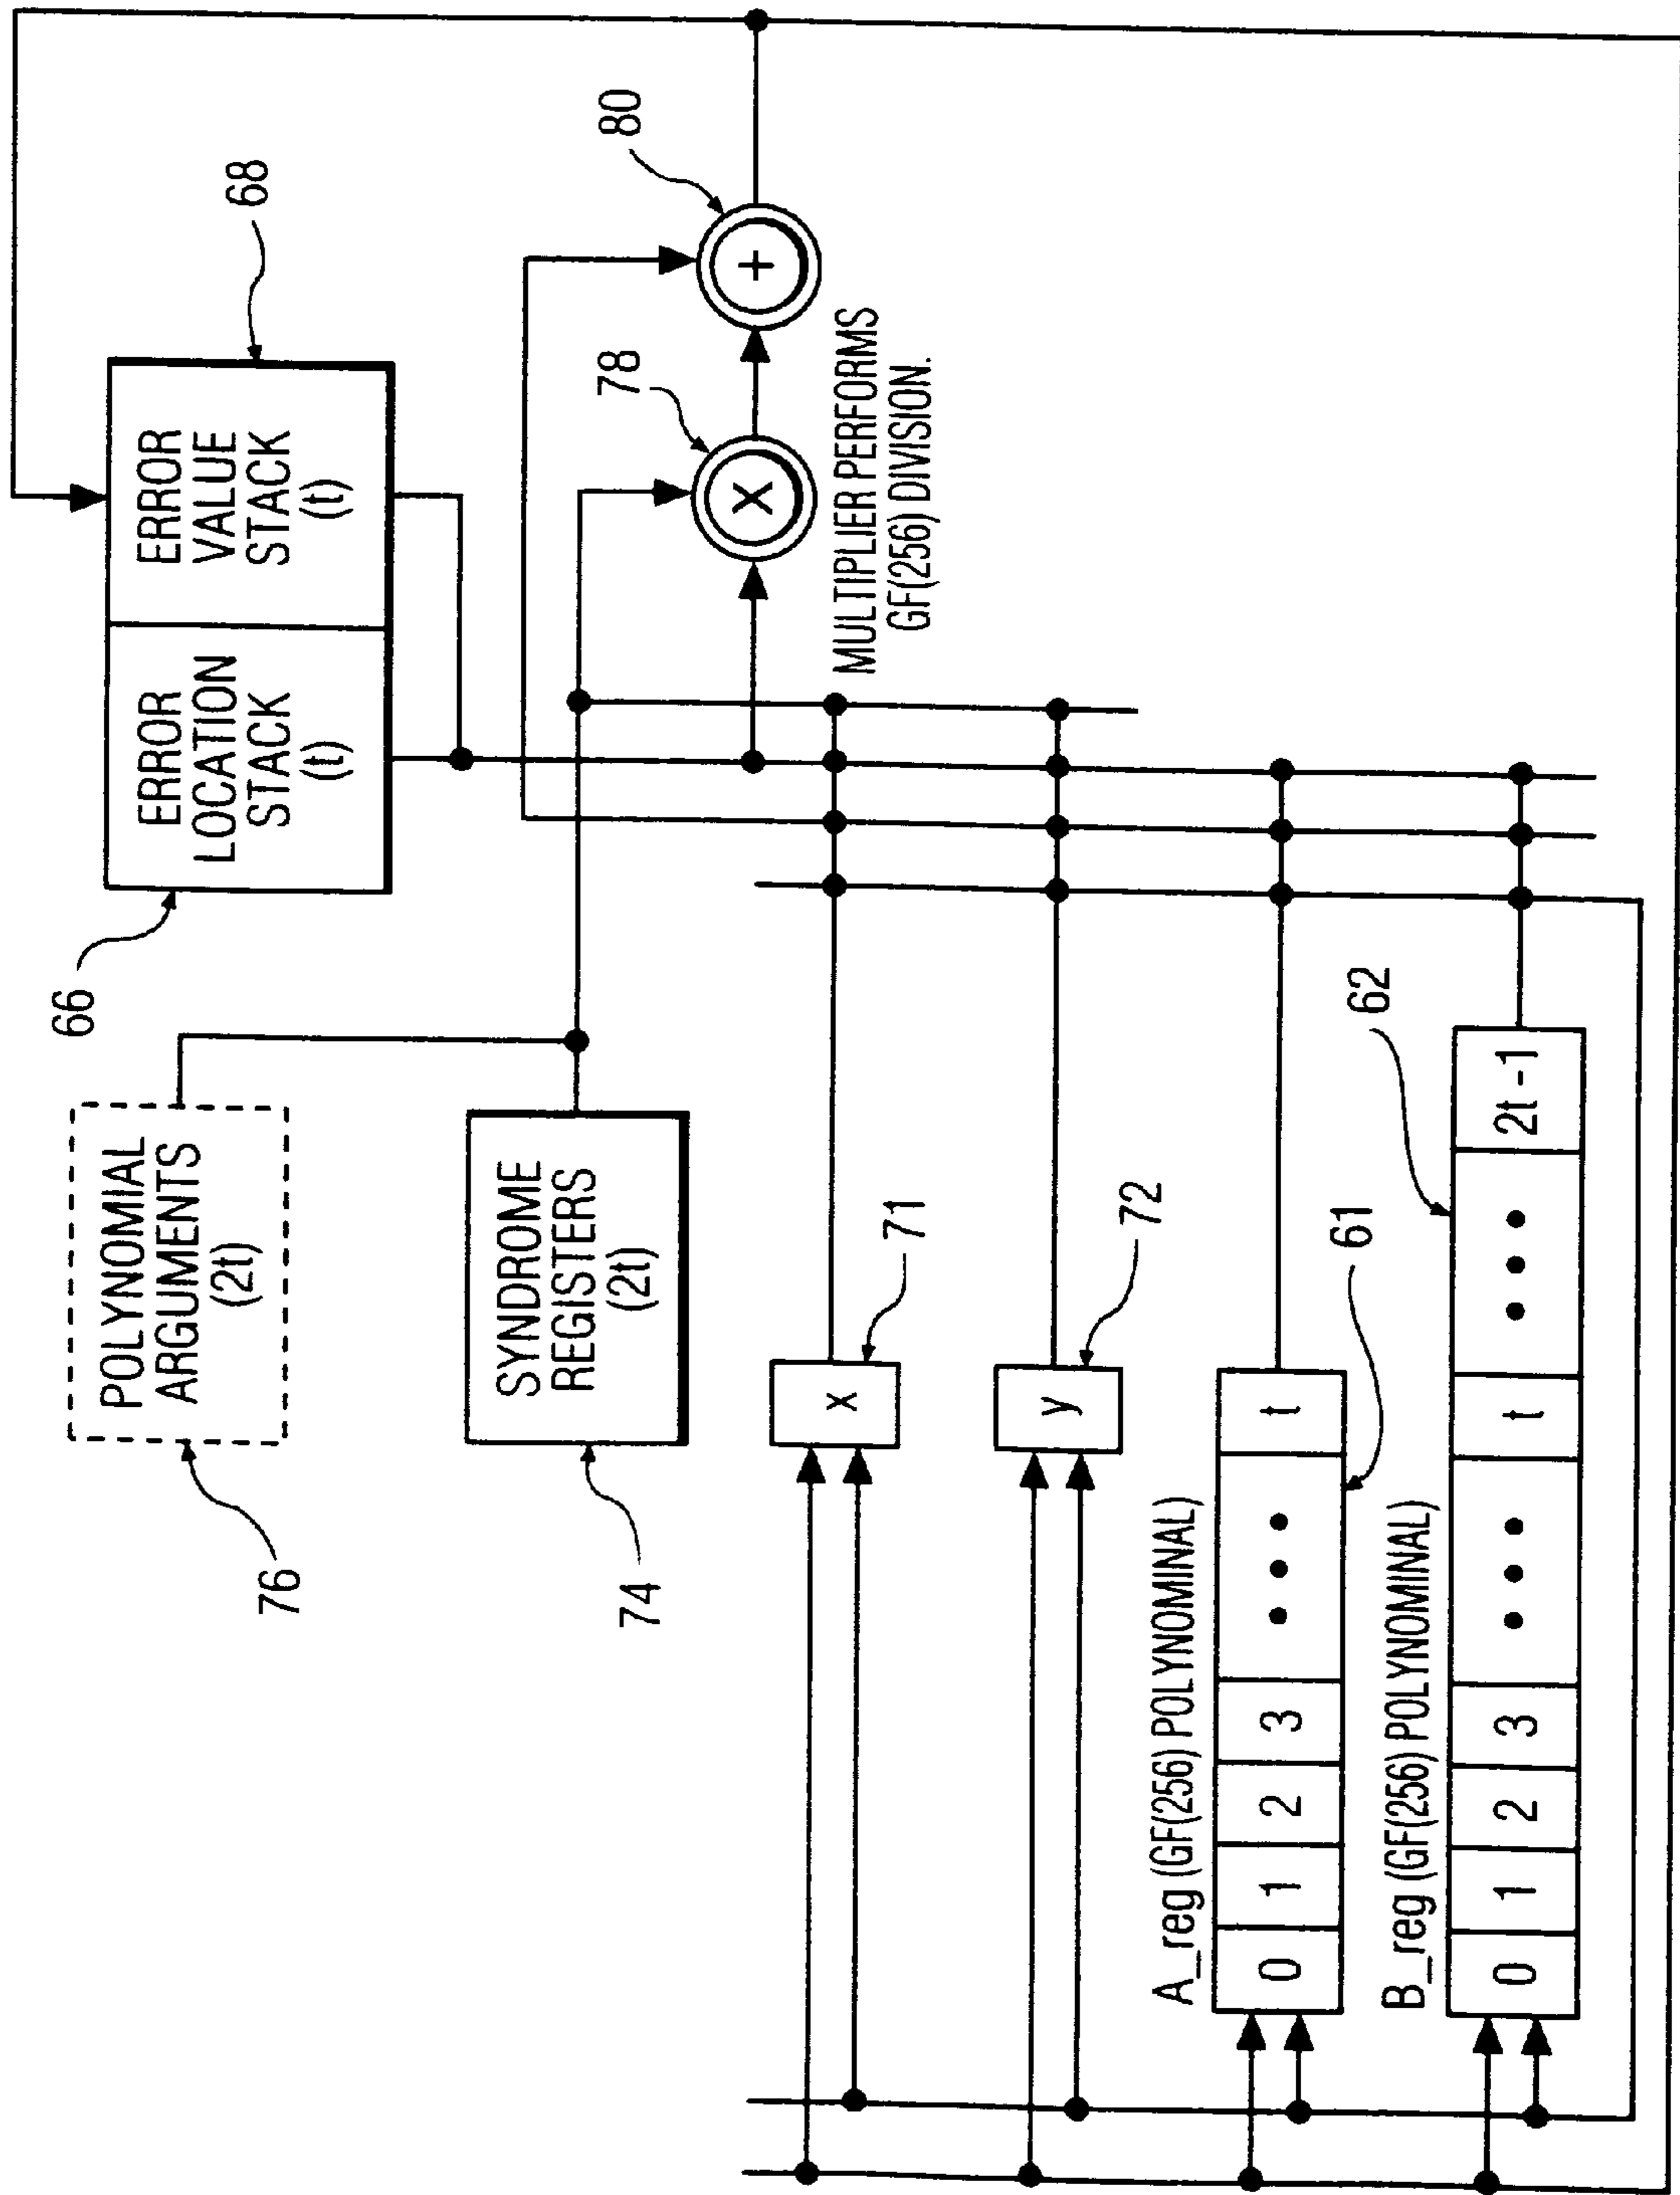 76
POLYNOMIAL
ARGUMENTS
(2t)
66
ERROR
LOCATION
STACK
(t)
ERROR
VALUE
STACK
(t)
68
74
SYNDROME
REGISTERS
(2t)
78
X
80
+
MULTIPLIER PERFORMS
GF(256) DIVISION.
x
71
y
72
A_reg (GF(256) POLYNOMINAL)
0 1 2 3 ••• t
61
B_reg (GF(256) POLYNOMINAL)
0 1 2 3 ••• t ••• 2t-1
62